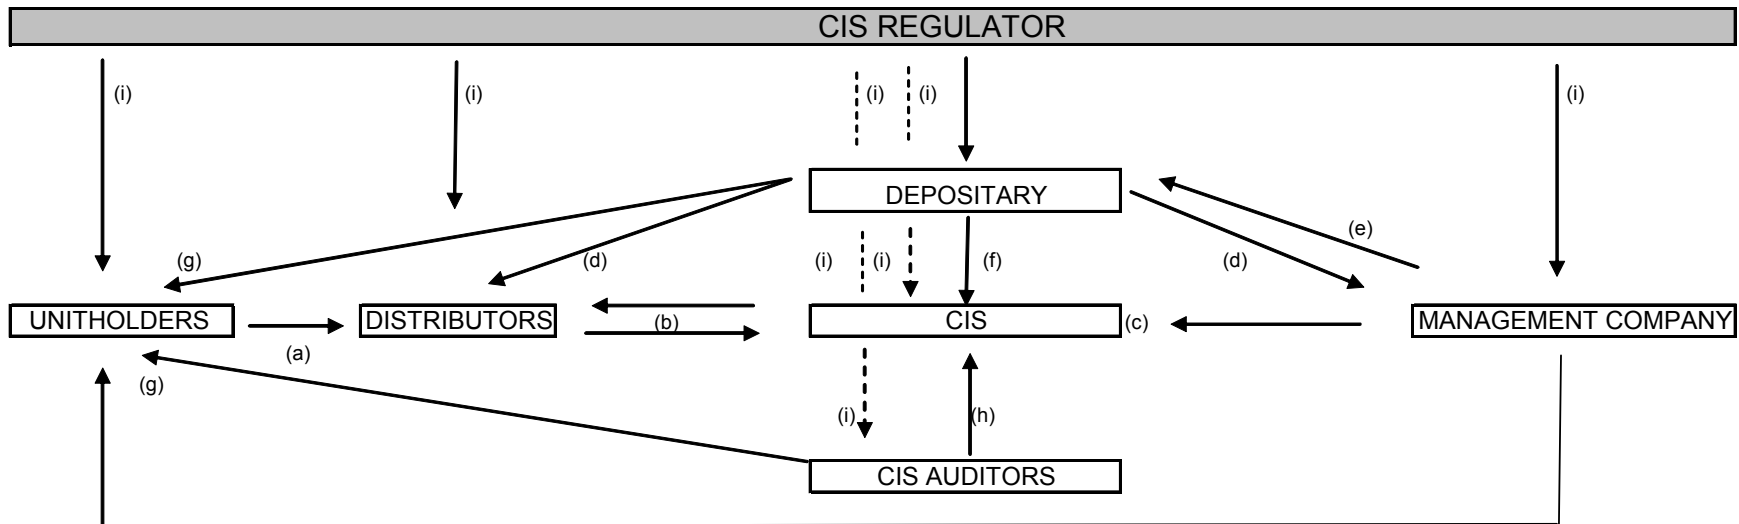 CIS REGULATOR
(i)
(i)
(i)
(i)
(i)
DEPOSITARY
(e)
(g)
(d)
(i)
(i)
(f)
(d)
UNITHOLDERS
DISTRIBUTORS
(b)
CIS
(c)
MANAGEMENT COMPANY
(a)
(g)
(i)
(h)
CIS AUDITORS